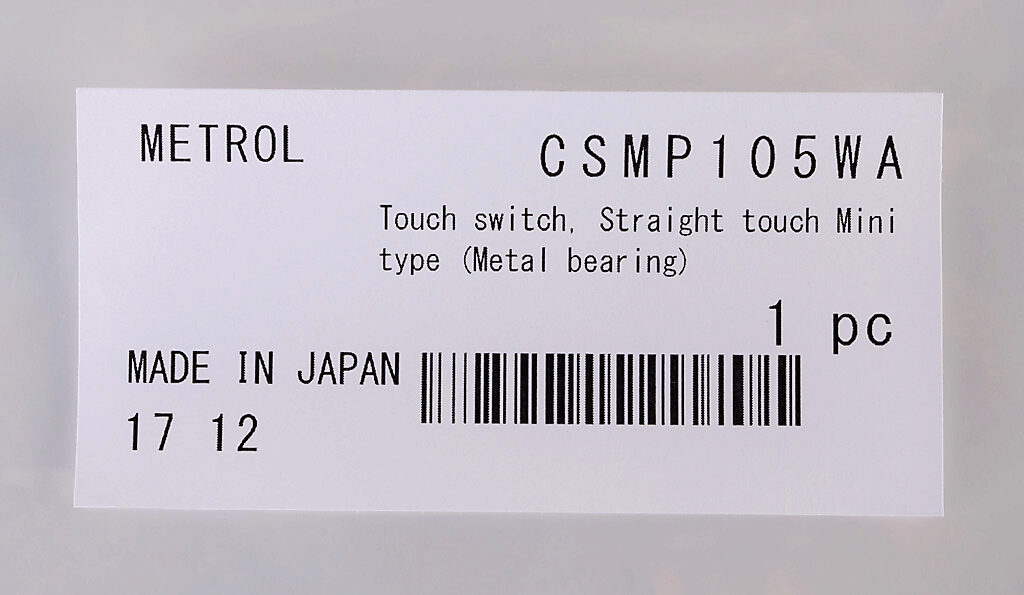 METROL
CSMP105WA
Touch switch, Straight touch Mini
type (Metal bearing)
1 pc
MADE IN JAPAN
17 12